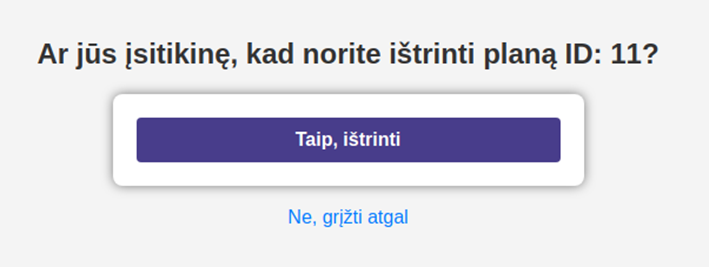 Ar jūs įsitikinę, kad norite ištrinti planą ID: 11?
Taip, ištrinti
Ne, grįžti atgal